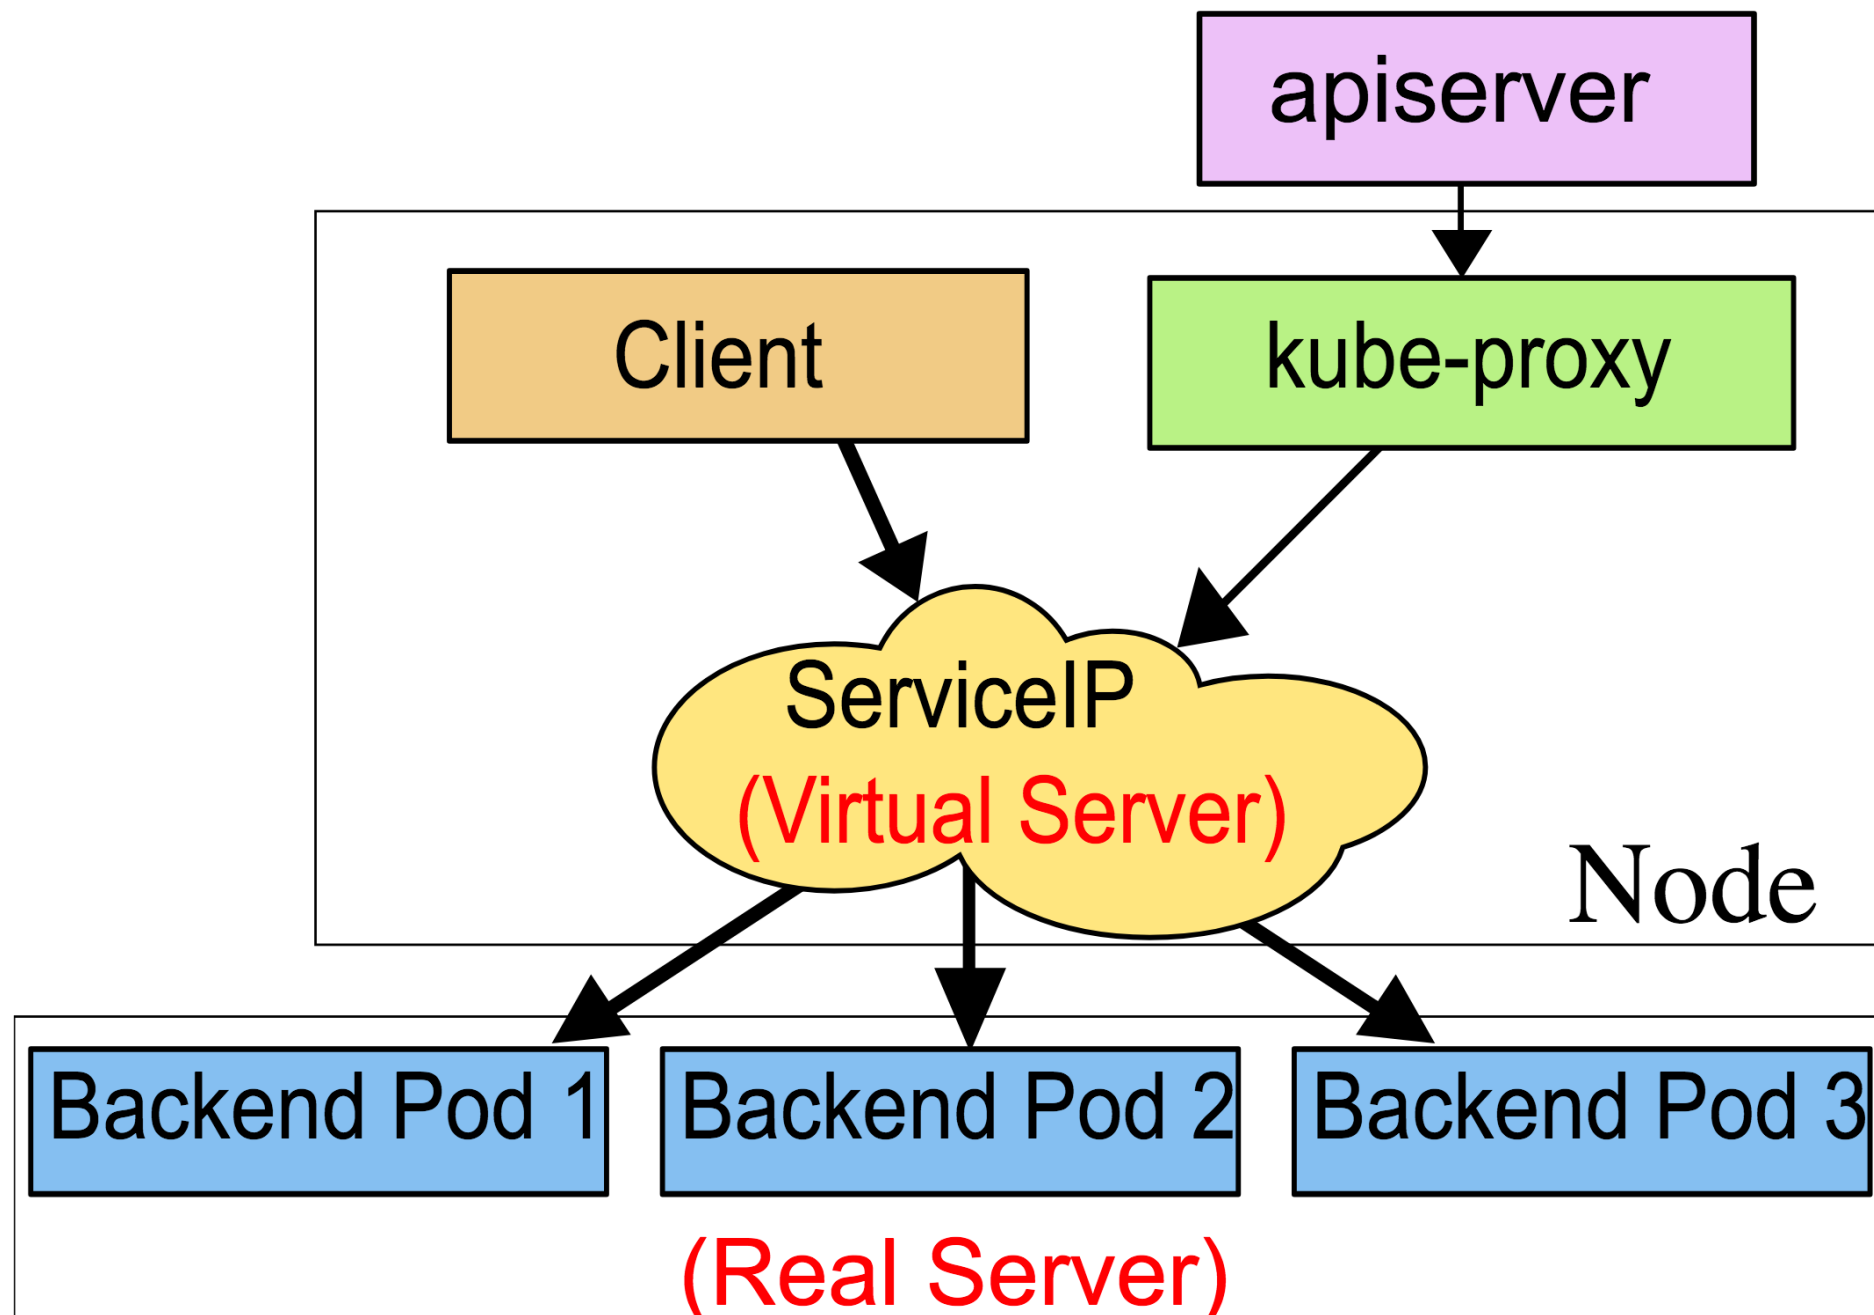 apiserver
Client
kube-proxy
ServiceIP
(Virtual Server)
Node
Backend Pod 1
Backend Pod 2
Backend Pod 3
(Real Server)